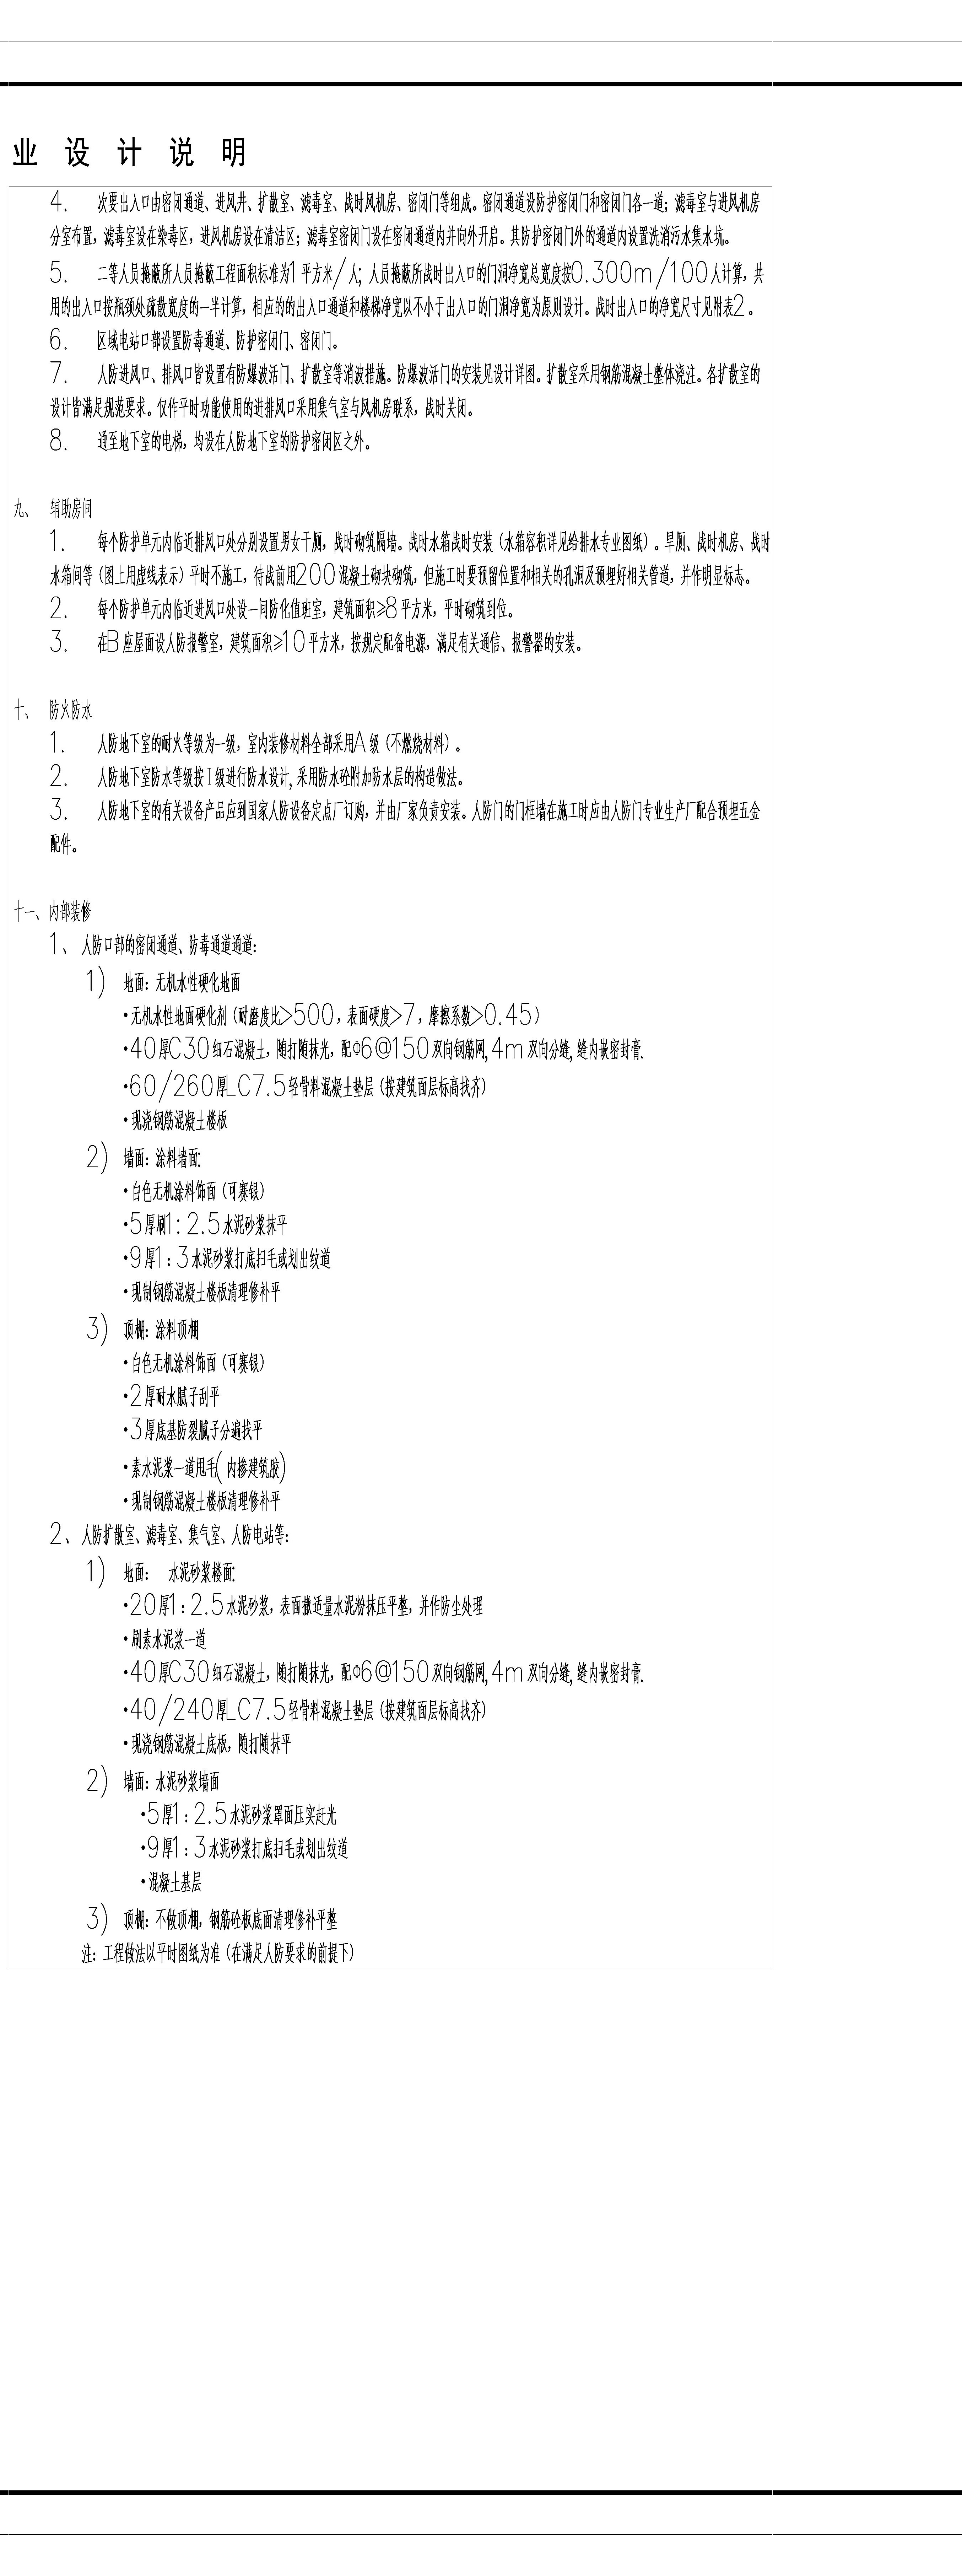 业 设 计 说 明
4. 次要出入口由密闭通道、进风井、扩散室、滤毒室、战时风机房、密闭门等组成。密闭通道设防护密闭门和密闭门各一道；滤毒室与进风机房
分室布置，滤毒室设在染毒区，进风机房设在清洁区；滤毒室密闭门设在密闭通道内并向外开启。其防护密闭门外的通道内设置洗消污水集水坑。
5. 二等人员掩蔽所人员掩蔽工程面积标准为1平方米/人；人员掩蔽所战时出入口的门洞净宽总宽度按0.300m/100人计算，共
用的出入口按瓶颈处疏散宽度的一半计算，相应的的出入口通道和楼梯净宽以不小于出入口的门洞净宽为原则设计。战时出入口的净宽尺寸见附表2。
6. 区域电站口部设置防毒通道、防护密闭门、密闭门。
7. 人防进风口、排风口皆设置有防爆波活门、扩散室等消波措施。防爆波活门的安装见设计详图。扩散室采用钢筋混凝土整体浇注。各扩散室的
设计皆满足规范要求。仅作平时功能使用的进排风口采用集气室与风机房联系，战时关闭。
8. 通至地下室的电梯，均设在人防地下室的防护密闭区之外。
九、 辅助房间
1. 每个防护单元内临近排风口处分别设置男女干厕，战时砌筑隔墙。战时水箱战时安装（水箱容积详见给排水专业图纸）。旱厕、战时机房、战时
水箱间等（图上用虚线表示）平时不施工，待战前用200混凝土砌块砌筑，但施工时要预留位置和相关的孔洞及预埋好相关管道，并作明显标志。
2. 每个防护单元内临近进风口处设一间防化值班室，建筑面积≥8平方米，平时砌筑到位。
3. 在B座屋面设人防报警室，建筑面积≥10平方米，按规定配备电源，满足有关通信、报警器的安装。
十、 防火防水
1. 人防地下室的耐火等级为一级，室内装修材料全部采用A级（不燃烧材料）。
2. 人防地下室防水等级按I级进行防水设计,采用防水砼附加防水层的构造做法。
3. 人防地下室的有关设备产品应到国家人防设备定点厂订购，并由厂家负责安装。人防门的门框墙在施工时应由人防门专业生产厂配合预埋五金
配件。
十一、内部装修
1、人防口部的密闭通道、防毒通道通道:
1) 地面：无机水性硬化地面
•无机水性地面硬化剂（耐磨度比>500，表面硬度>7，摩擦系数>0.45）
•40厚C30细石混凝土，随打随抹光，配Φ6@150双向钢筋网,4m双向分缝,缝内嵌密封膏.
•60/260厚LC7.5轻骨料混凝土垫层（按建筑面层标高找齐）
•现浇钢筋混凝土楼板
2) 墙面：涂料墙面:
•白色无机涂料饰面（可赛银）
•5厚刷1：2.5水泥砂浆抹平
•9厚1：3水泥砂浆打底扫毛或划出纹道
•现制钢筋混凝土楼板清理修补平
3) 顶棚：涂料顶棚
•白色无机涂料饰面（可赛银）
•2厚耐水腻子刮平
•3厚底基防裂腻子分遍找平
•素水泥浆一道甩毛(内掺建筑胶)
•现制钢筋混凝土楼板清理修补平
2、人防扩散室、滤毒室、集气室、人防电站等:
1) 地面： 水泥砂浆楼面:
•20厚1：2.5水泥砂浆，表面撒适量水泥粉抹压平整，并作防尘处理
•刷素水泥浆一道
•40厚C30细石混凝土，随打随抹光，配Φ6@150双向钢筋网,4m双向分缝,缝内嵌密封膏.
•40/240厚LC7.5轻骨料混凝土垫层（按建筑面层标高找齐）
•现浇钢筋混凝土底板，随打随抹平
2) 墙面：水泥砂浆墙面
•5厚1：2.5水泥砂浆罩面压实赶光
•9厚1：3水泥砂浆打底扫毛或划出纹道
•混凝土基层
3) 顶棚：不做顶棚，钢筋砼板底面清理修补平整
注：工程做法以平时图纸为准（在满足人防要求的前提下）